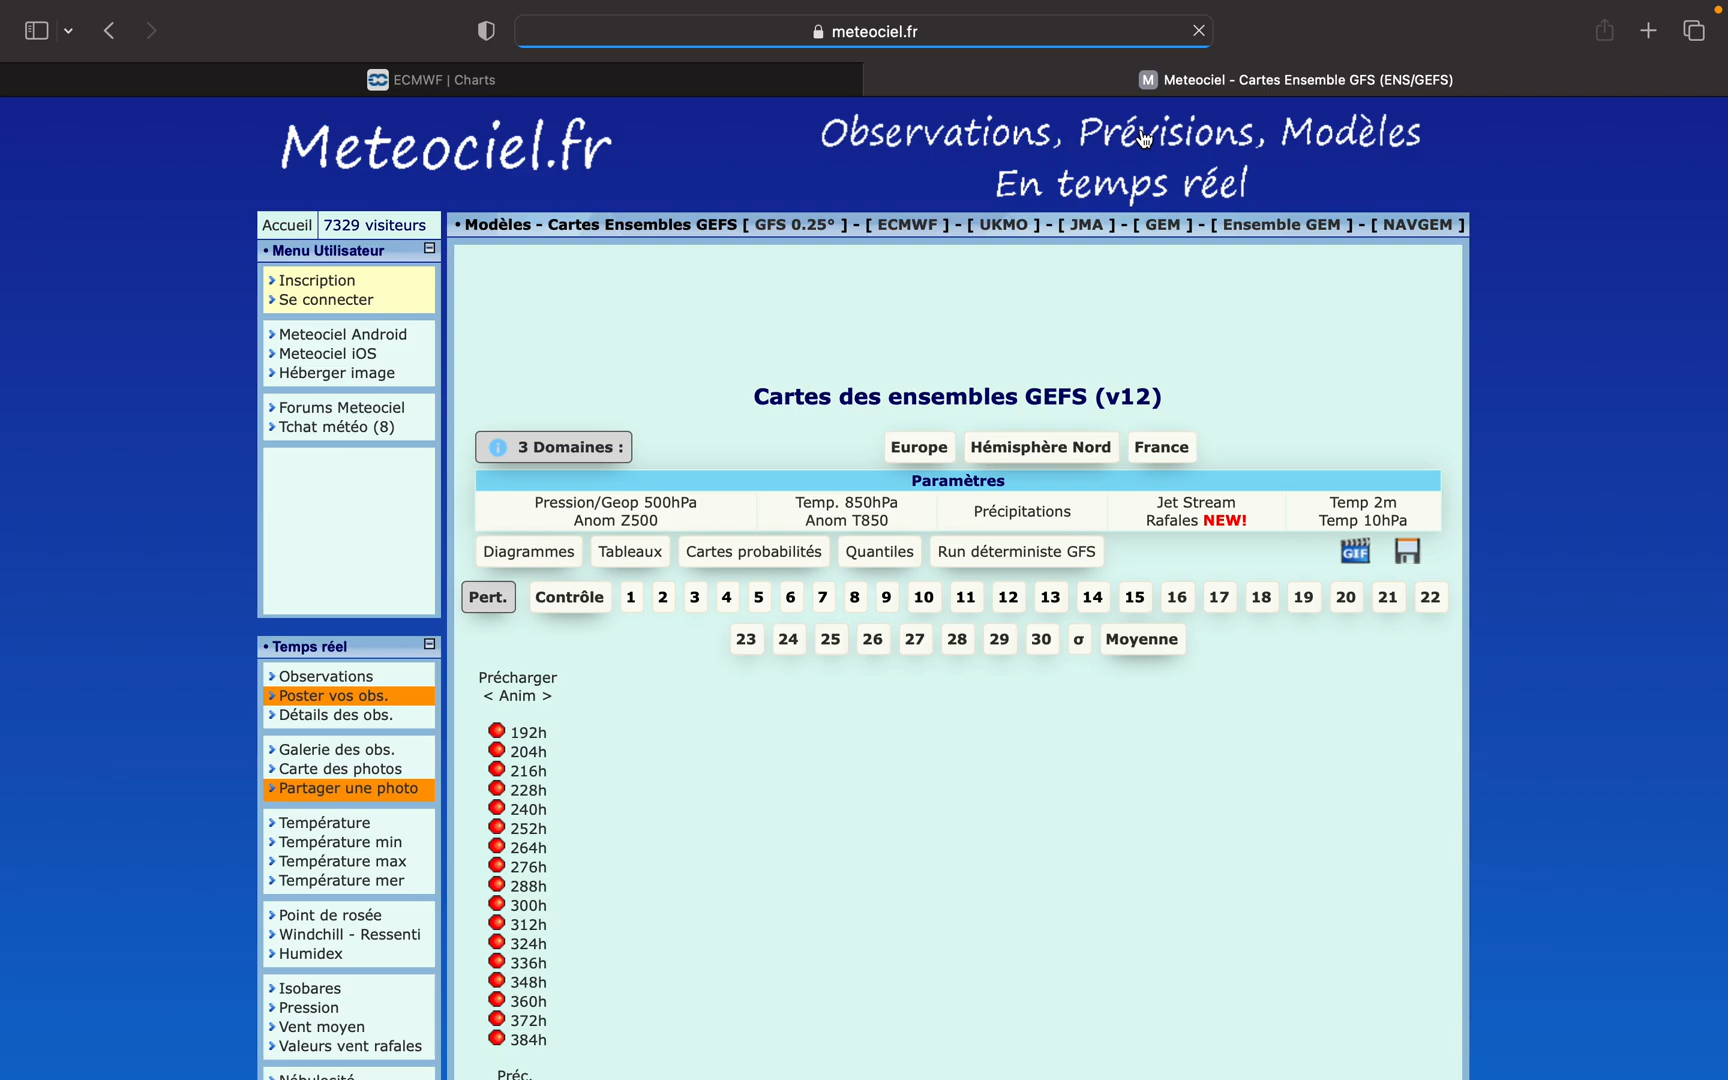 meteociel.fr
ECMWF | Charts
M Meteociel - Cartes Ensemble GFS (ENS/GEFS)
Meteociel.fr
Observations, Prévisions, Modèles
En temps réel
Accueil 7329 visiteurs
• Modèles - Cartes Ensembles GEFS [ GFS 0.25° ] - [ ECMWF ] - [ UKMO ] - [ JMA ] - [ GEM ] - [ Ensemble GEM ] - [ NAVGEM ]
• Menu Utilisateur
Inscription
Se connecter
Meteociel Android
Meteociel iOS
Héberger image
Forums Meteociel
Tchat météo (8)
• Temps réel
Observations
Poster vos obs.
Détails des obs.
Galerie des obs.
Carte des photos
Partager une photo
Température
Température min
Température max
Température mer
Point de rosée
Windchill - Ressenti
Humidex
Isobares
Pression
Vent moyen
Valeurs vent rafales
Nébulosité
Cartes des ensembles GEFS (v12)
3 Domaines :
Europe Hémisphère Nord France
Paramètres
Pression/Geop 500hPa Temp. 850hPa Précipitations Jet Stream Temp 2m
Anom Z500 Anom T850 Rafales NEW! Temp 10hPa
Diagrammes Tableaux Cartes probabilités Quantiles Run déterministe GFS GIF
Pert. Contrôle 1 2 3 4 5 6 7 8 9 10 11 12 13 14 15 16 17 18 19 20 21 22
23 24 25 26 27 28 29 30 σ Moyenne
Précharger
< Anim >
192h
204h
216h
228h
240h
252h
264h
276h
288h
300h
312h
324h
336h
348h
360h
372h
384h
Préc.